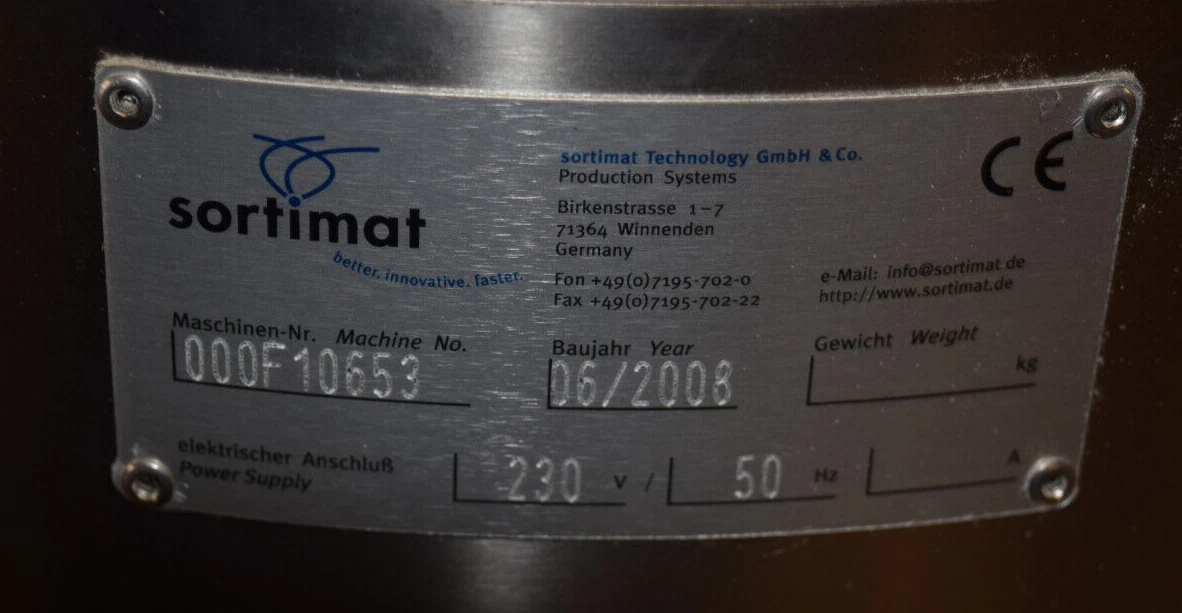 sortimat
better. innovative. faster.
sortimat Technology GmbH & Co.
Production Systems
Birkenstrasse 1–7
71364 Winnenden
Germany
Fon +49(0)7195-702-0
Fax +49(0)7195-702-22
CE
e-Mail: info@sortimat.de
http://www.sortimat.de
Maschinen-Nr. Machine No.
000F10653
Baujahr Year
06/2008
Gewicht Weight
kg
elektrischer Anschluß
Power Supply
230 V / 50 Hz A